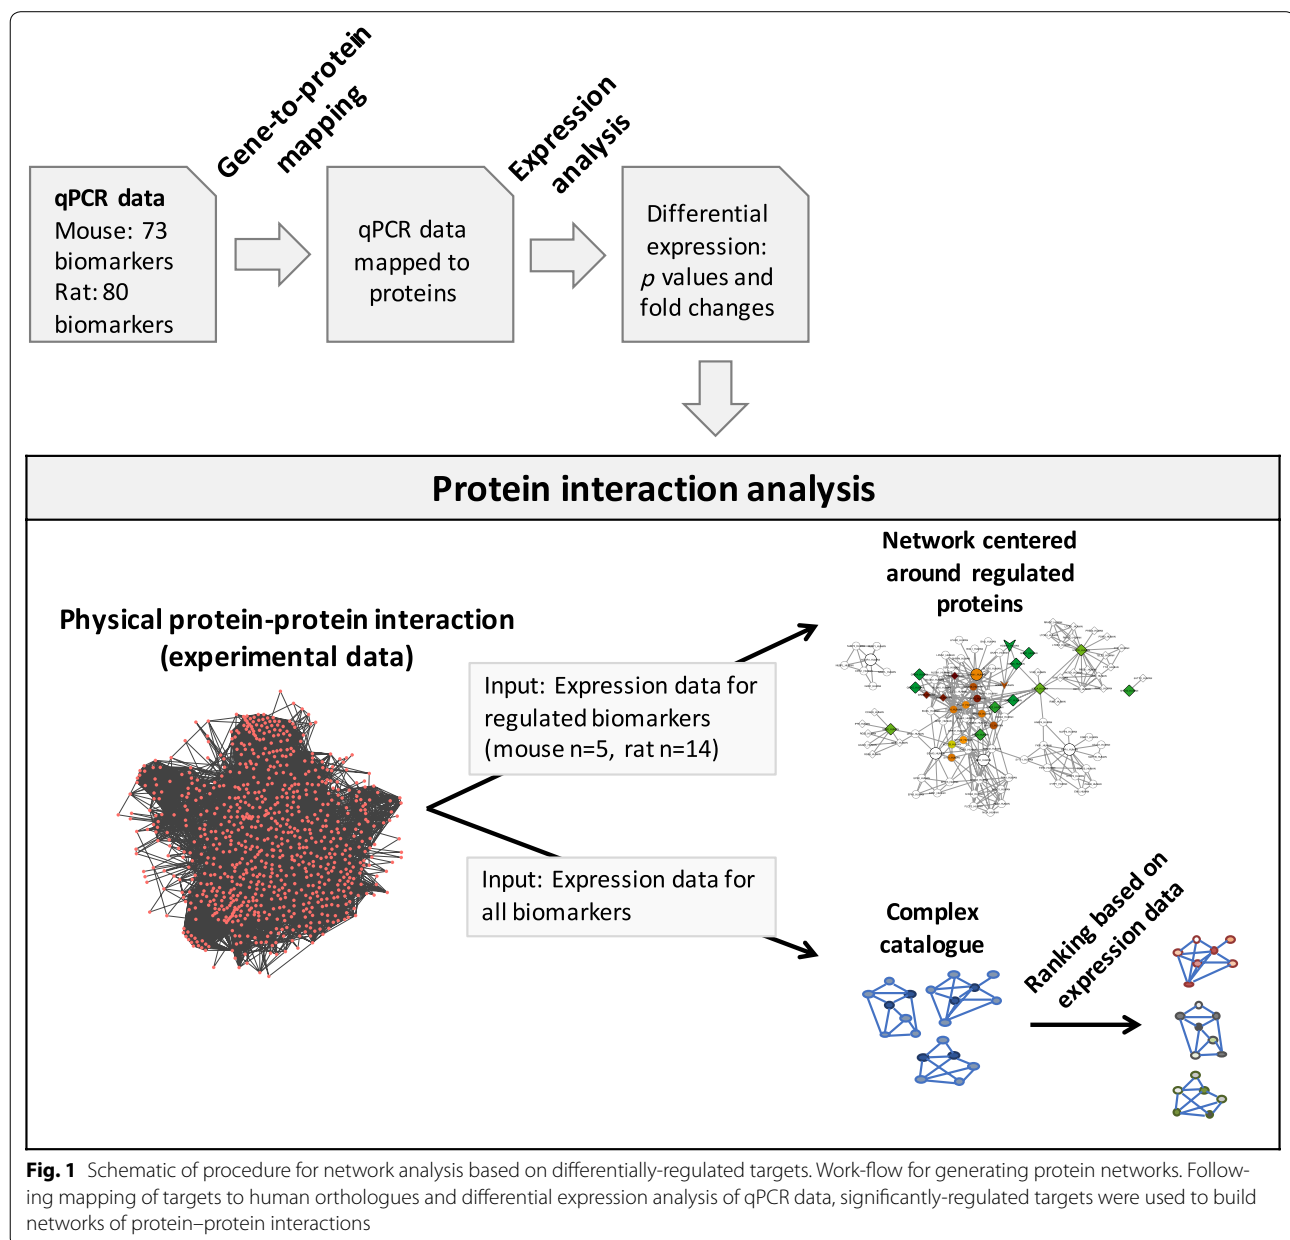 Gene-to-protein
mapping
Expression
analysis
qPCR data
Mouse: 73
biomarkers
Rat: 80
biomarkers
qPCR data
mapped to
proteins
Differential
expression:
p values and
fold changes
Protein interaction analysis
Physical protein-protein interaction
(experimental data)
Input: Expression data for
regulated biomarkers
(mouse n=5, rat n=14)
Network centered
around regulated
proteins
Input: Expression data for
all biomarkers
Complex
catalogue
Ranking based on
expression data
Fig. 1 Schematic of procedure for network analysis based on differentially-regulated targets. Work-flow for generating protein networks. Follow-
ing mapping of targets to human orthologues and differential expression analysis of qPCR data, significantly-regulated targets were used to build
networks of protein–protein interactions